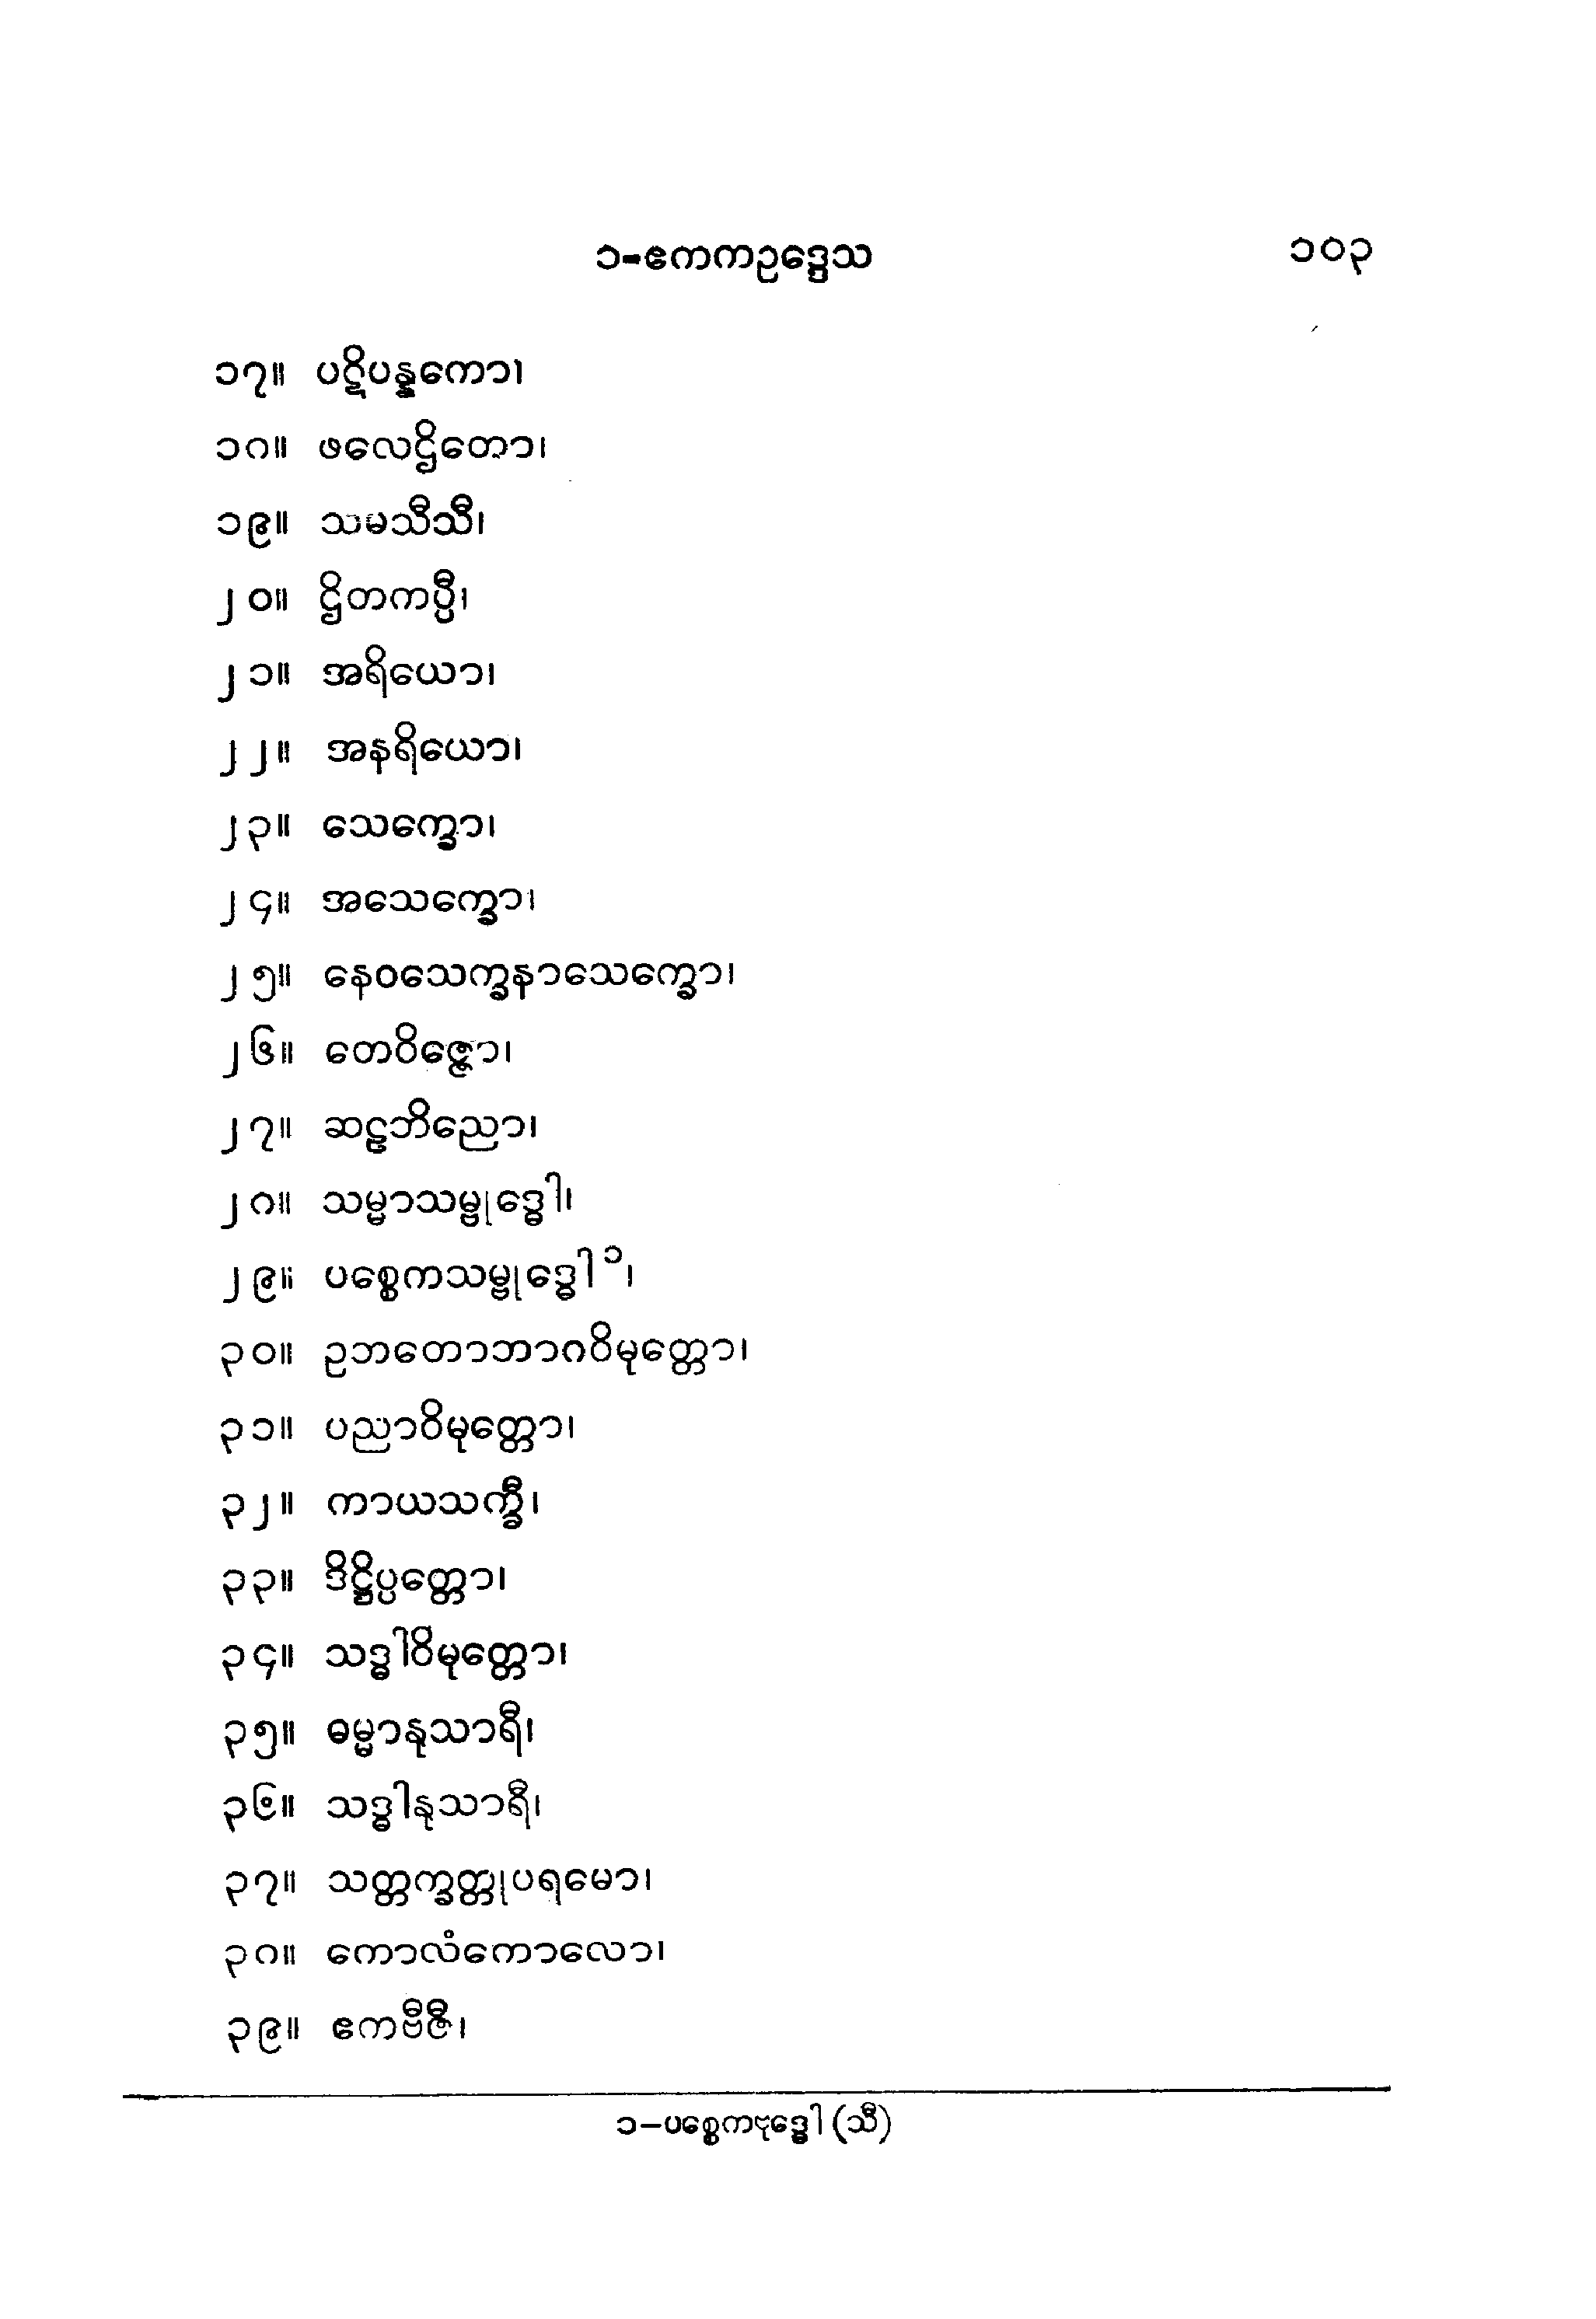 ၁-ဧကကဥဒ္ဒေသ ၁၀၃
၁၇။ ပဋိပန္နကော၊
၁၈။ ဖလေဌိတော၊
၁၉။ သမသီသီ၊
၂၀။ ဌိတကပ္ပီ၊
၂၁။ အရိယော၊
၂၂။ အနရိယော၊
၂၃။ သေက္ခော၊
၂၄။ အသေက္ခော၊
၂၅။ နေဝသေက္ခနာသေက္ခော၊
၂၆။ တေဝိဇ္ဇော၊
၂၇။ ဆဠဘိညော၊
၂၈။ သမ္မာသမ္ဗုဒ္ဓေါ၊
၂၉။ ပစ္စေကသမ္ဗုဒ္ဓေါ ၁၊
၃၀။ ဥဘတောဘာဂဝိမုတ္တော၊
၃၁။ ပညာဝိမုတ္တော၊
၃၂။ ကာယသက္ခီ၊
၃၃။ ဒိဋ္ဌိပ္ပတ္တော၊
၃၄။ သဒ္ဓါဝိမုတ္တော၊
၃၅။ ဓမ္မာနုသာရီ၊
၃၆။ သဒ္ဓါနုသာရီ၊
၃၇။ သတ္တက္ခတ္တုပရမော၊
၃၈။ ကောလံကောလော၊
၃၉။ ဧကဗီဇီ၊
၁–ပစ္စေကဗုဒ္ဓေါ (သီ)